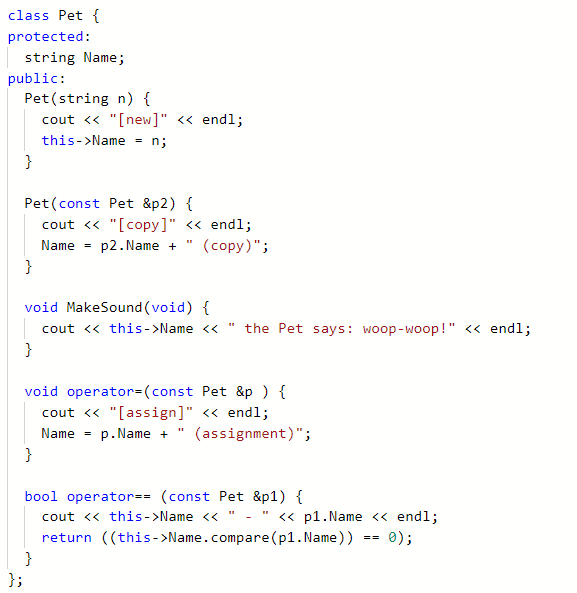 class Pet {
protected:
  string Name;
public:
  Pet(string n) {
    cout << "[new]" << endl;
    this->Name = n;
  }

  Pet(const Pet &p2) {
    cout << "[copy]" << endl;
    Name = p2.Name + " (copy)";
  }

  void MakeSound(void) {
    cout << this->Name << " the Pet says: woop-woop!" << endl;
  }

  void operator=(const Pet &p ) {
    cout << "[assign]" << endl;
    Name = p.Name + " (assignment)";
  }

  bool operator== (const Pet &p1) {
    cout << this->Name << " - " << p1.Name << endl;
    return ((this->Name.compare(p1.Name)) == 0);
  }
};